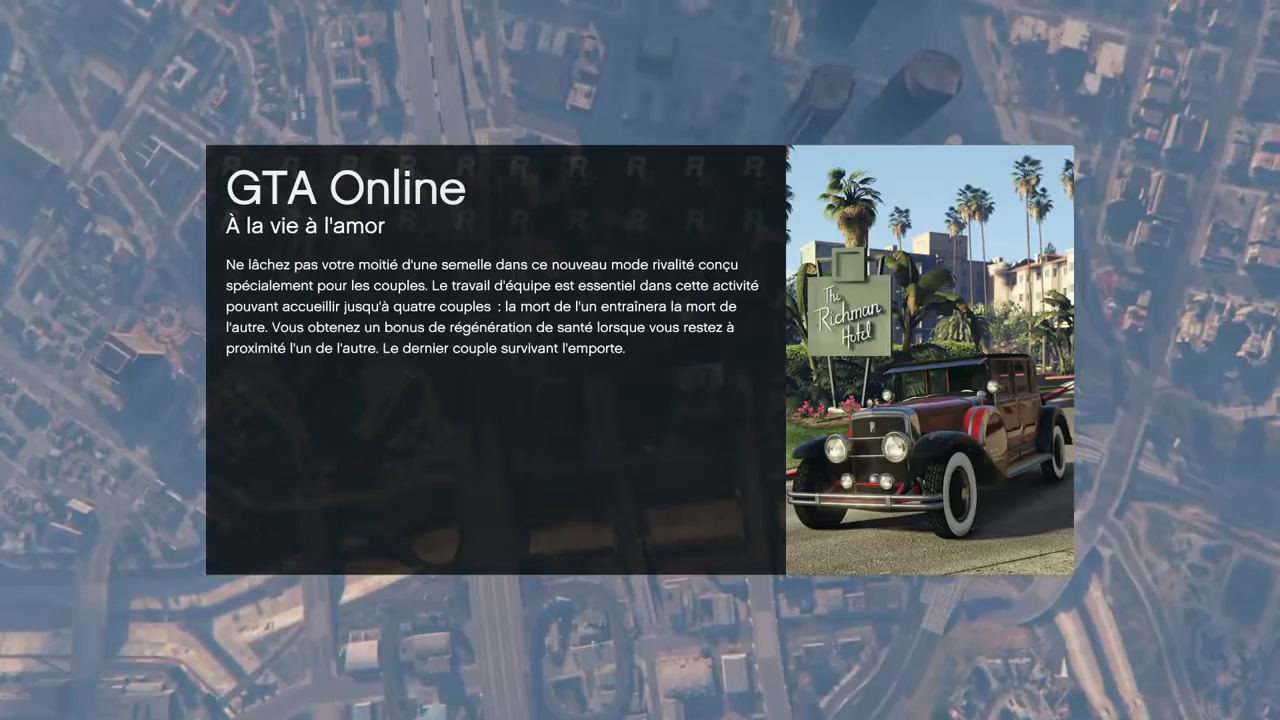 GTA Online
À la vie à l'amor
Ne lâchez pas votre moitié d'une semelle dans ce nouveau mode rivalité conçu
spécialement pour les couples. Le travail d'équipe est essentiel dans cette activité
pouvant accueillir jusqu'à quatre couples : la mort de l'un entraînera la mort de
l'autre. Vous obtenez un bonus de régénération de santé lorsque vous restez à
proximité l'un de l'autre. Le dernier couple survivant l'emporte.
The
Richman
Hotel